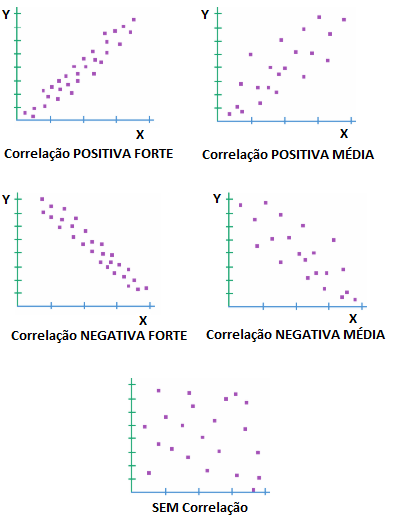 Y
X
Correlação POSITIVA FORTE
Y
X
Correlação POSITIVA MÉDIA
Y
X
Correlação NEGATIVA FORTE
Y
X
Correlação NEGATIVA MÉDIA
SEM Correlação